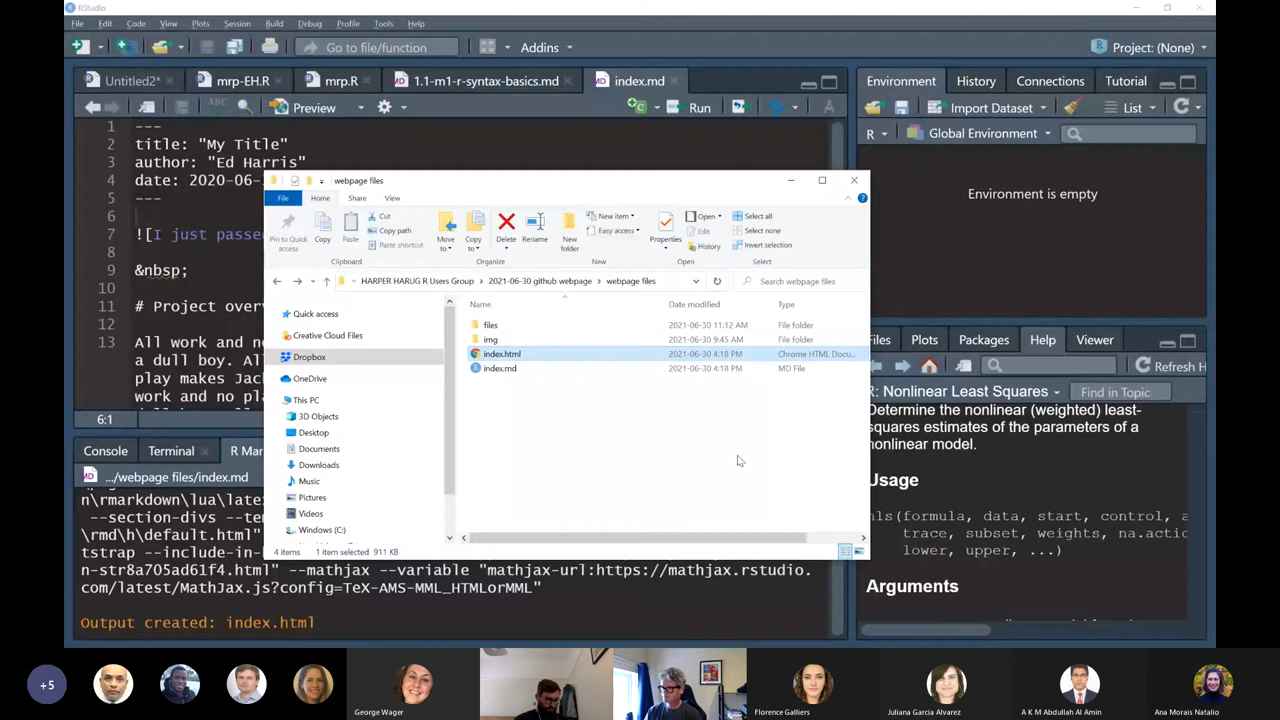 RStudio
File Edit Code View Plots Session Build Debug Profile Tools Help
Go to file/function Addins Project: (None)
Untitled2* mrp-EH.R mrp.R 1.1-m1-r-syntax-basics.md index.md
Preview Run
1 ---
2 title: "My Title"
3 author: "Ed Harris"
4 date: 2020-06-
5 ---
6
7 ![I just passe
8
9 &nbsp;
10
11 # Project over
12
13 All work and n
a dull boy. Al
play makes Jac
work and no pl
6:1
Environment History Connections Tutorial
Import Dataset List
R Global Environment
Environment is empty
webpage files
File Home Share View
Pin to Quick access
Copy
Paste
Cut
Copy path
Paste shortcut
Clipboard
Move to
Copy to
Delete
Rename
Organize
New folder
New item
Easy access
New
Properties
Open
Edit
History
Open
Select all
Select none
Invert selection
Select
HARPER HARUG R Users Group 2021-06-30 github webpage webpage files
Search webpage files
Name Date modified Type
files 2021-06-30 11:12 AM File folder
img 2021-06-30 9:45 AM File folder
index.html 2021-06-30 4:18 PM Chrome HTML Docu...
index.md 2021-06-30 4:18 PM MD File
Quick access
Creative Cloud Files
Dropbox
OneDrive
This PC
3D Objects
Desktop
Documents
Downloads
Music
Pictures
Videos
Windows (C:)
4 items 1 item selected 911 KB
Files Plots Packages Help Viewer
Refresh H
R: Nonlinear Least Squares Find in Topic
Determine the nonlinear (weighted) least-
squares estimates of the parameters of a
nonlinear model.
Usage
nls(formula, data, start, control, a
trace, subset, weights, na.actio
lower, upper, ...)
Arguments
Console Terminal R Mar
.../webpage files/index.md
n\rmarkdown\lua\late
--section-divs --tem
\rmd\h\default.html"
tstrap --include-in-
n-str8a705ad61f4.html" --mathjax --variable "mathjax-url:https://mathjax.rstudio.
com/latest/MathJax.js?config=TeX-AMS-MML_HTMLorMML"
Output created: index.html
+5
George Wager
Florence Galliers
Juliana Garcia Alvarez
A K M Abdullah Al Amin
Ana Morais Natalio